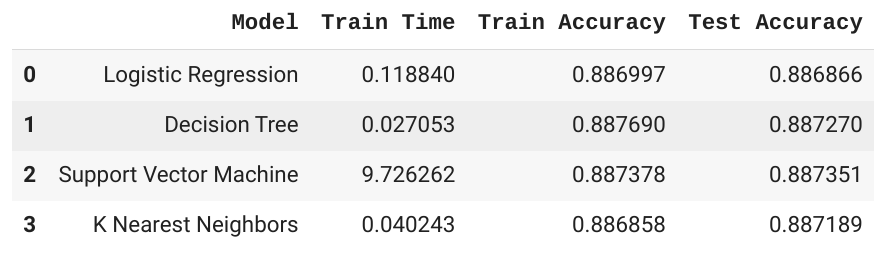 Model Train Time Train Accuracy Test Accuracy
0 Logistic Regression 0.118840 0.886997 0.886866
1 Decision Tree 0.027053 0.887690 0.887270
2 Support Vector Machine 9.726262 0.887378 0.887351
3 K Nearest Neighbors 0.040243 0.886858 0.887189